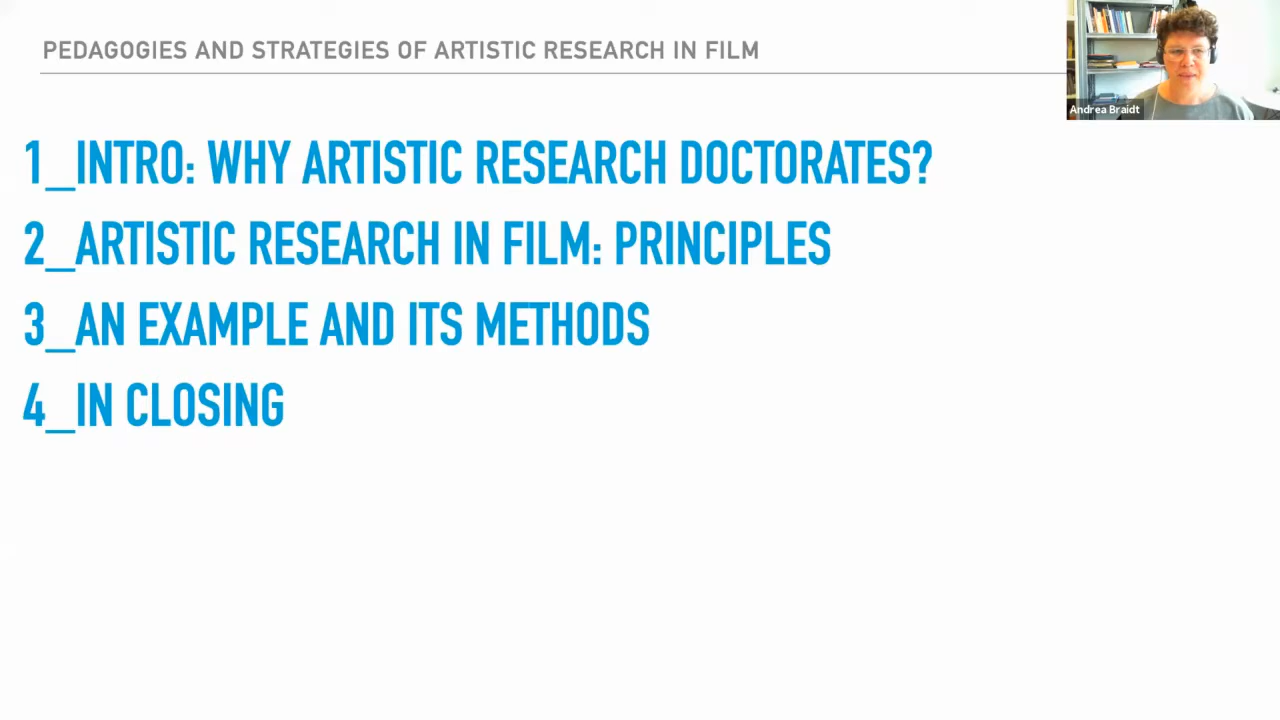 PEDAGOGIES AND STRATEGIES OF ARTISTIC RESEARCH IN FILM
Andrea Braidt
1_INTRO: WHY ARTISTIC RESEARCH DOCTORATES?
2_ARTISTIC RESEARCH IN FILM: PRINCIPLES
3_AN EXAMPLE AND ITS METHODS
4_IN CLOSING